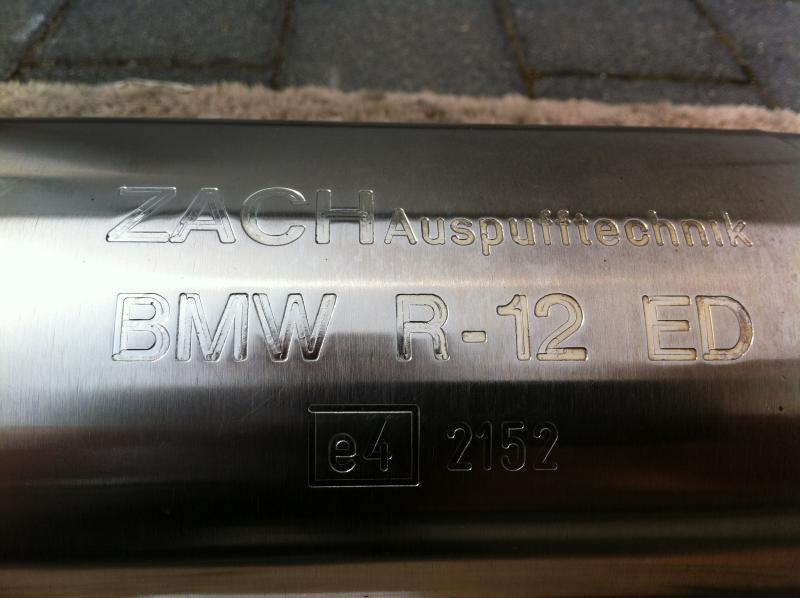 ZACH Auspufftechnik
BMW R-12 ED
e4 2152